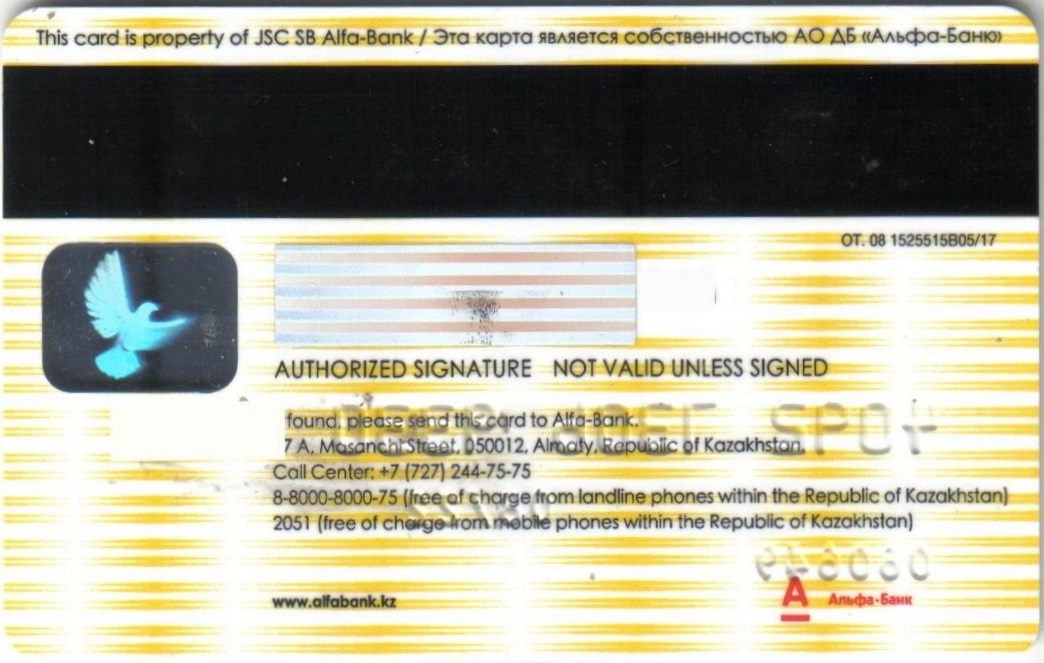 This card is property of JSC SB Alfa-Bank / Эта карта является собственностью АО ДБ «Альфа-Банк»
OT. 08 1525515B05/17
AUTHORIZED SIGNATURE NOT VALID UNLESS SIGNED
found, please send this card to Alfa-Bank.
7 A, Masanchi Street, 050012, Almaty, Republic of Kazakhstan.
Call Center: +7 (727) 244-75-75
8-8000-8000-75 (free of charge from landline phones within the Republic of Kazakhstan)
2051 (free of charge from mobile phones within the Republic of Kazakhstan)
www.alfabank.kz
А Альфа-Банк